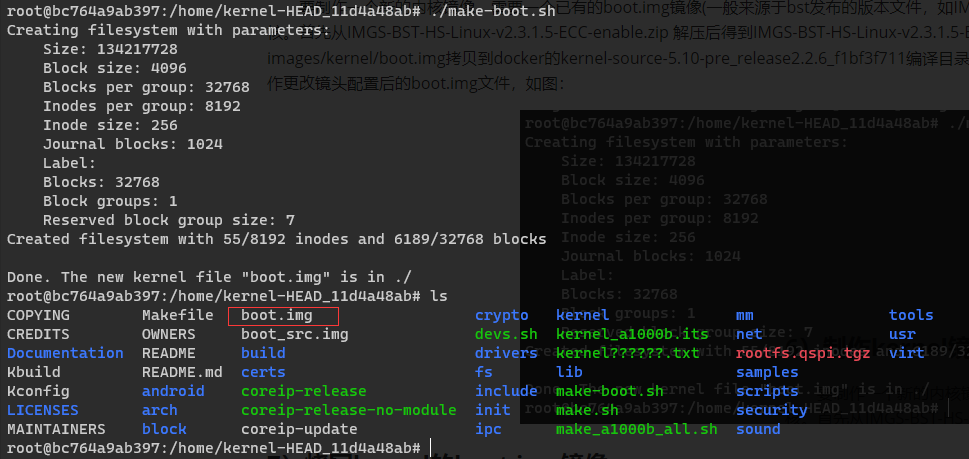 root@bc764a9ab397:/home/kernel-HEAD_11d4a48ab# ./make-boot.sh
Creating filesystem with parameters:
    Size: 134217728
    Block size: 4096
    Blocks per group: 32768
    Inodes per group: 8192
    Inode size: 256
    Journal blocks: 1024
    Label:
    Blocks: 32768
    Block groups: 1
    Reserved block group size: 7
Created filesystem with 55/8192 inodes and 6189/32768 blocks
Done. The new kernel file "boot.img" is in ./
root@bc764a9ab397:/home/kernel-HEAD_11d4a48ab# ls
COPYING Makefile boot.img crypto kernel mm tools
CREDITS OWNERS boot_src.img devs.sh kernel_a1000b.its net usr
Documentation README build drivers kernel??????.txt rootfs.qspi.tgz virt
Kbuild README.md certs fs lib samples
Kconfig android coreip-release include make-boot.sh scripts
LICENSES arch coreip-release-no-module init make.sh security
MAINTAINERS block coreip-update ipc make_a1000b_all.sh sound
root@bc764a9ab397:/home/kernel-HEAD_11d4a48ab#
一个已有的boot.img镜像(一般来源于bst发布的版本文件，如IM
从IMGS-BST-HS-Linux-v2.3.1.5-ECC-enable.zip 解压后得到IMGS-BST-HS-Linux-v2.3.1.5-E
images/kernel/boot.img拷贝到docker的kernel-source-5.10-pre_release2.2.6_f1bf3f711编译目录
作更改镜头配置后的boot.img文件，如图：
root@bc764a9ab397:/home/kernel-HEAD_11d4a48ab# ./m
Creating filesystem with parameters:
    Size: 134217728
    Block size: 4096
    Blocks per group: 32768
    Inodes per group: 8192
    Inode size: 256
    Journal blocks: 1024
    Label:
    Blocks: 32768
    Block groups: 1
    Reserved block group size: 7
Created filesystem with 55/8192 inodes and 6189/32
Done. The new kernel file "boot.img" is in ./
root@bc764a9ab397:/home/kernel-HEAD_11d4a48ab#